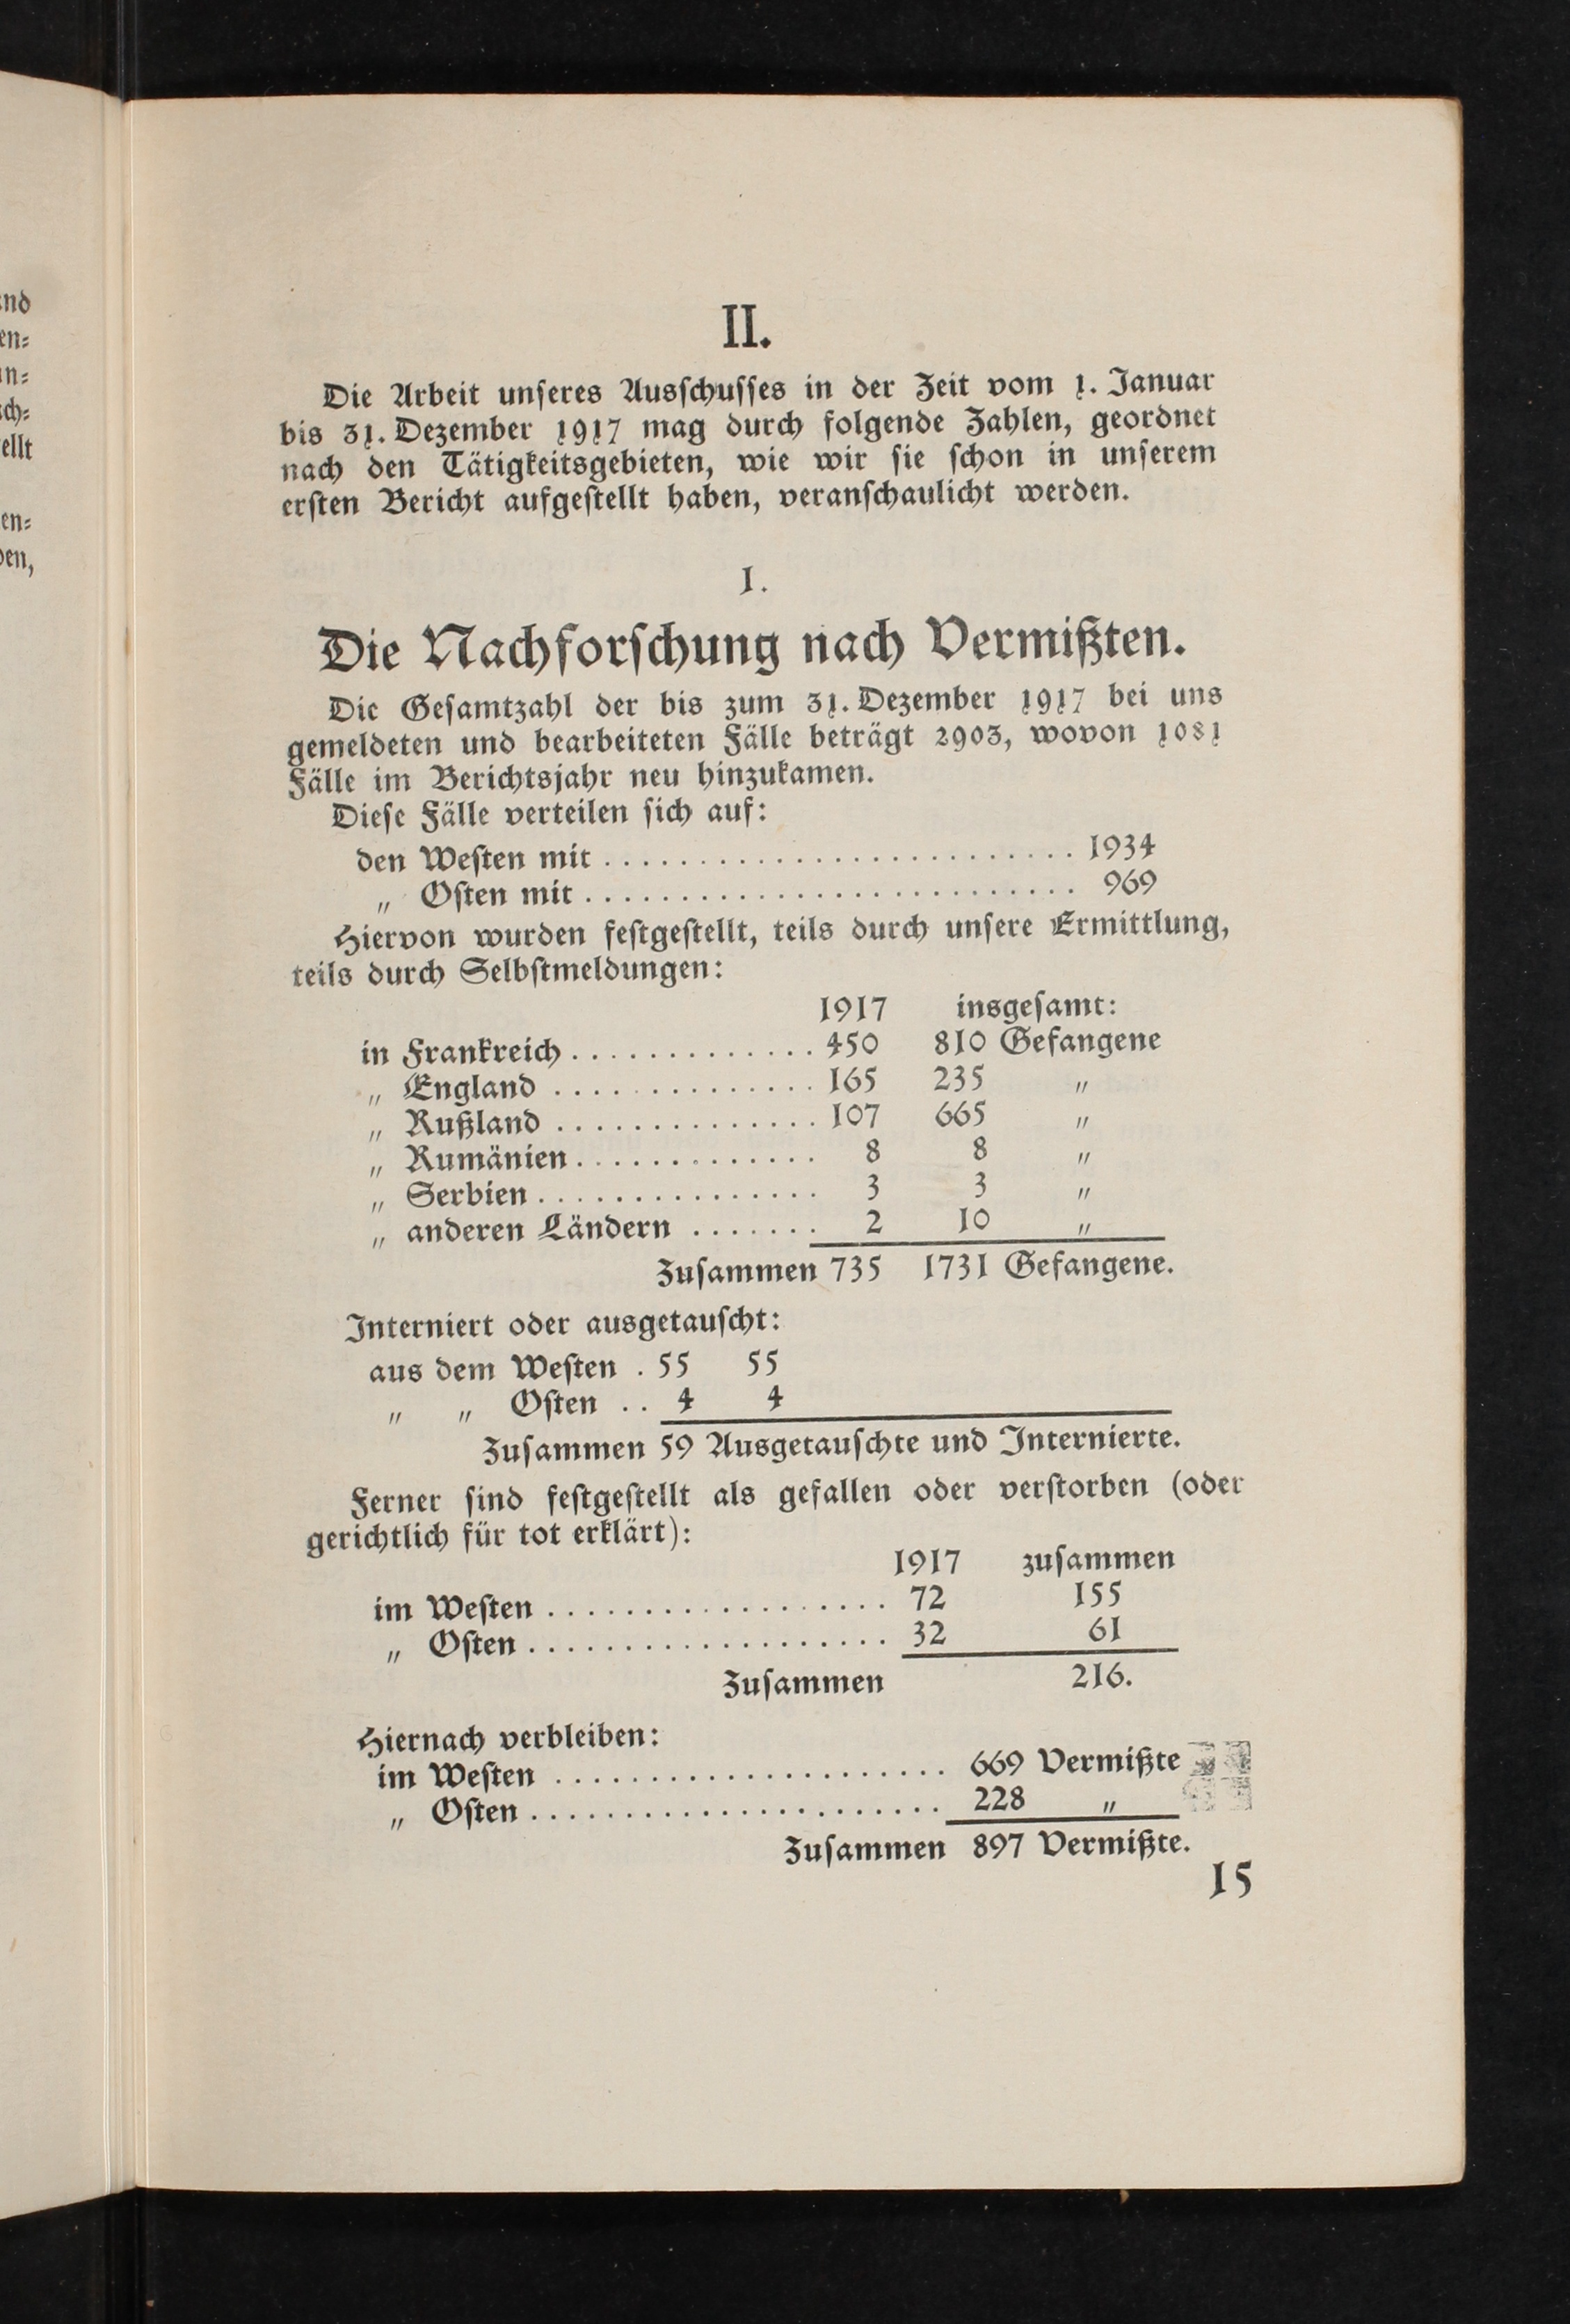 nd
en⸗
n⸗
ch⸗
ellt
en⸗
en,
II.
Die Arbeit unseres Ausschusses in der Zeit vom 1. Januar
bis 31. Dezember 1917 mag durch folgende Zahlen, geordnet
nach den Tätigkeitsgebieten, wie wir sie schon in unserem
ersten Bericht aufgestellt haben, veranschaulicht werden.
I.
Die Nachforschung nach Vermißten.
Die Gesamtzahl der bis zum 31. Dezember 1917 bei uns
gemeldeten und bearbeiteten Fälle beträgt 2903, wovon 1081
Fälle im Berichtsjahr neu hinzukamen.
Diese Fälle verteilen sich auf:
den Westen mit . . . . . . . . . . . . . . . . . . . . . . . . . 1934
„ Osten mit . . . . . . . . . . . . . . . . . . . . . . . . . . 969
Hiervon wurden festgestellt, teils durch unsere Ermittlung,
teils durch Selbstmeldungen:
1917 insgesamt:
in Frankreich . . . . . . . . . . . . . 450 810 Gefangene
„ England . . . . . . . . . . . . . . 165 235 „
„ Rußland . . . . . . . . . . . . . . 107 665 „
„ Rumänien . . . . . . . . . . . . . 8 8 „
„ Serbien . . . . . . . . . . . . . . . 3 3 „
„ anderen Ländern . . . . . . . 2 10 „
Zusammen 735 1731 Gefangene.
Interniert oder ausgetauscht:
aus dem Westen . 55 55
„ „ Osten . . 4 4
Zusammen 59 Ausgetauschte und Internierte.
Ferner sind festgestellt als gefallen oder verstorben (oder
gerichtlich für tot erklärt):
1917 zusammen
im Westen . . . . . . . . . . . . . . . . . . 72 155
„ Osten . . . . . . . . . . . . . . . . . . . 32 61
Zusammen 216.
Hiernach verbleiben:
im Westen . . . . . . . . . . . . . . . . . . . . . 669 Vermißte
„ Osten . . . . . . . . . . . . . . . . . . . . . . 228 „
Zusammen 897 Vermißte.
15